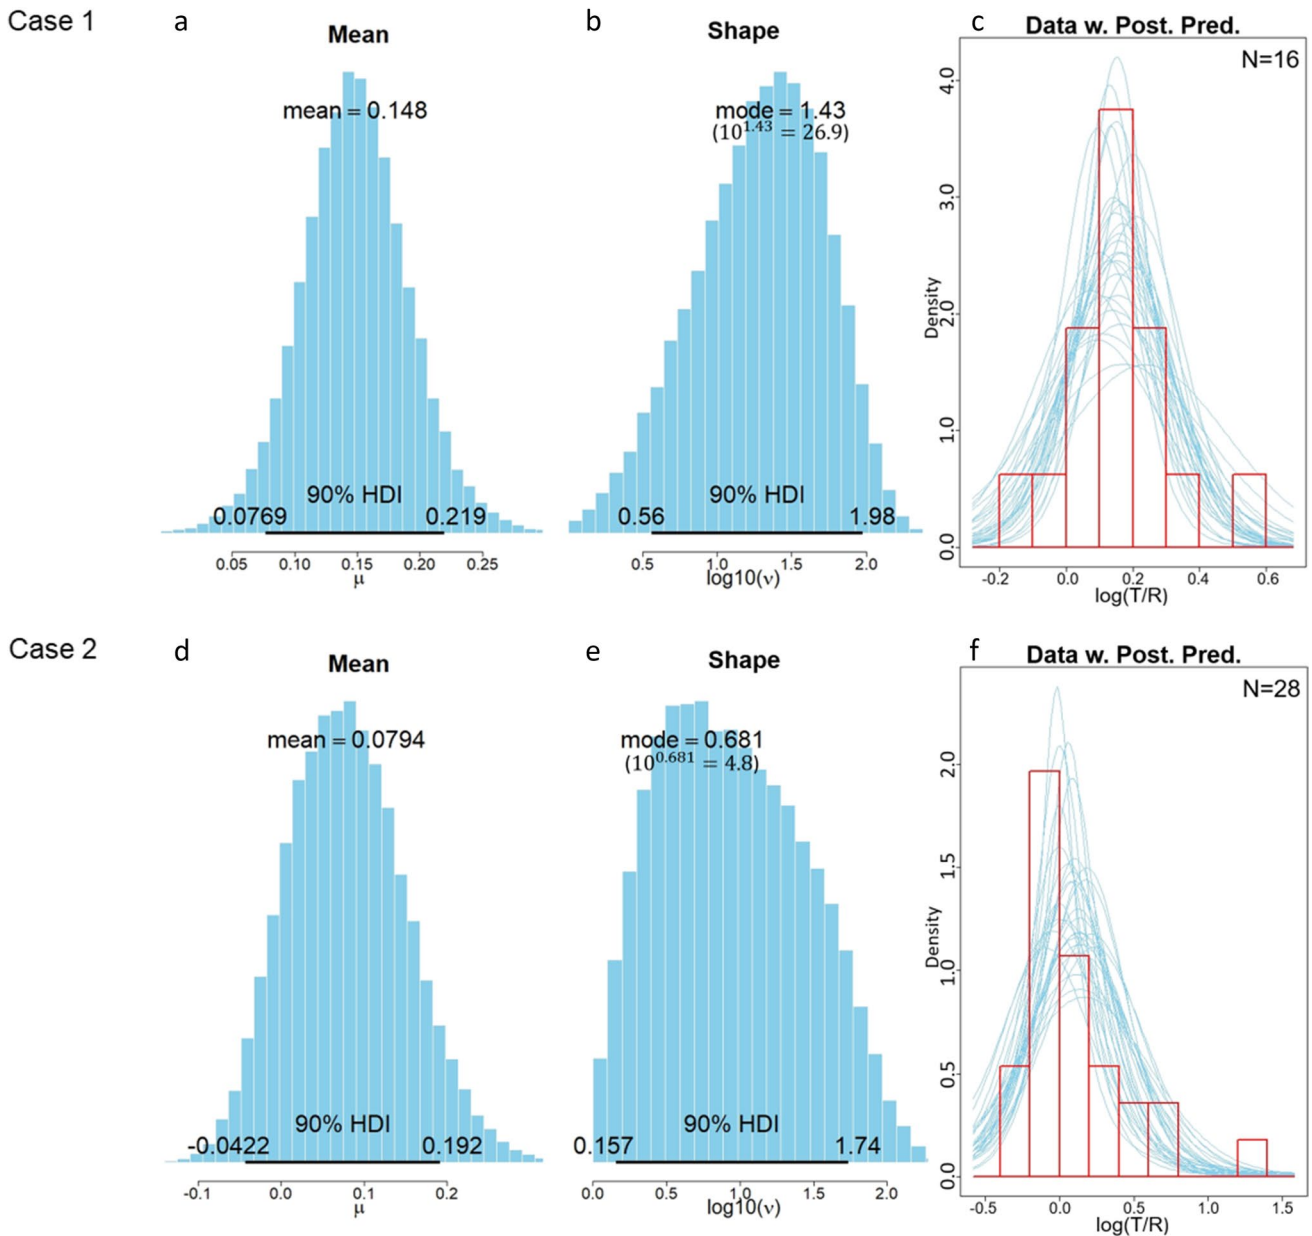 Case 1
a
Mean
mean = 0.148
90% HDI
0.0769 0.219
0.05 0.10 0.15 0.20 0.25
μ
b
Shape
mode = 1.43
(10^1.43 = 26.9)
90% HDI
0.56 1.98
0.5 1.0 1.5 2.0
log10(ν)
c
Data w. Post. Pred.
N=16
4.0
3.0
2.0
1.0
0.0
Density
-0.2 0.0 0.2 0.4 0.6
log(T/R)
Case 2
d
Mean
mean = 0.0794
90% HDI
-0.0422 0.192
-0.1 0.0 0.1 0.2
μ
e
Shape
mode = 0.681
(10^0.681 = 4.8)
90% HDI
0.157 1.74
0.0 0.5 1.0 1.5 2.0
log10(ν)
f
Data w. Post. Pred.
N=28
2.0
1.5
1.0
0.5
0.0
Density
-0.5 0.0 0.5 1.0 1.5
log(T/R)